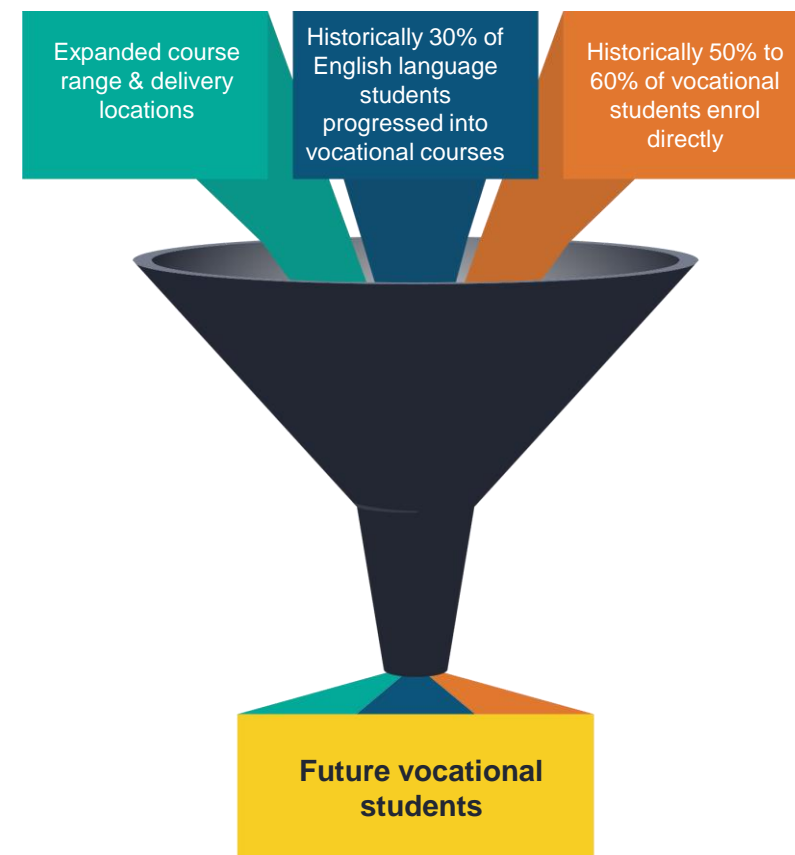 Expanded course
range & delivery
locations
Historically 30% of
English language
students
progressed into
vocational courses
Historically 50% to
60% of vocational
students enrol
directly
Future vocational
students